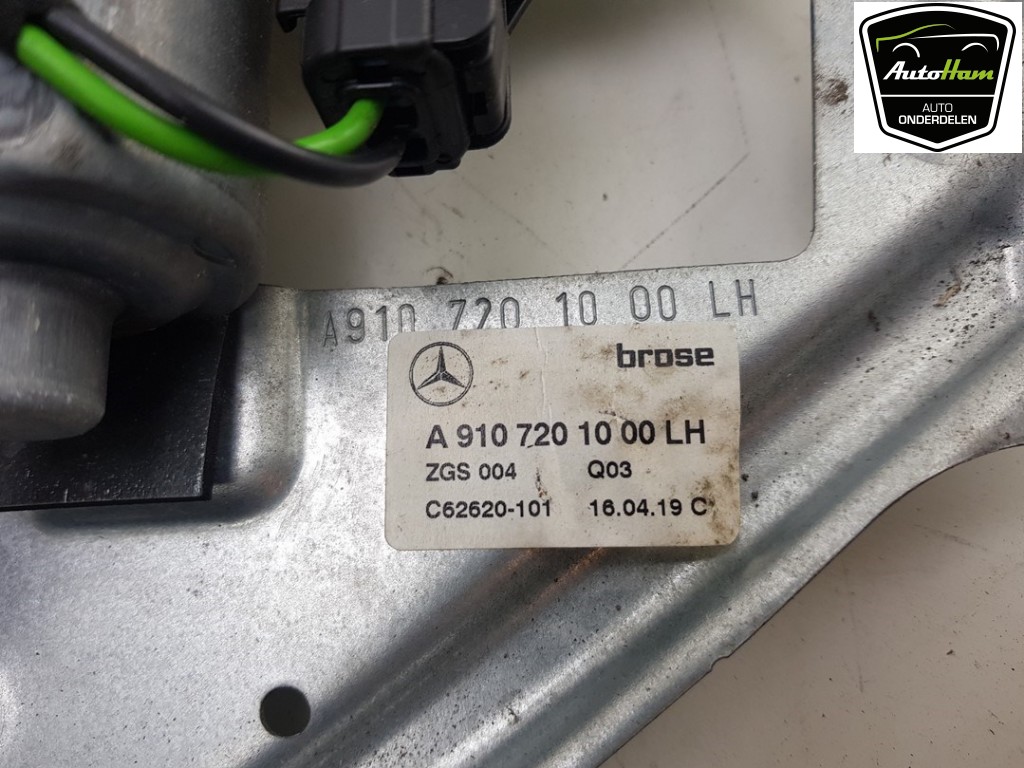 AutoHam
AUTO
ONDERDELEN
A910 720 10 00 LH
brose
A 910 720 10 00 LH
ZGS 004 Q03
C62620-101 16.04.19 C